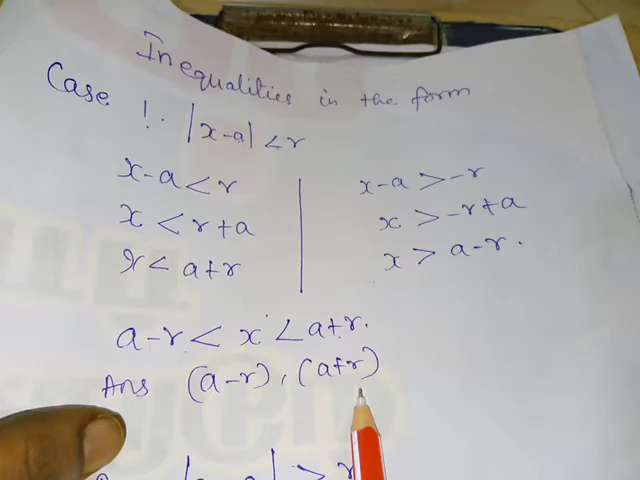 Inequalities in the form
Case 1. |x-a| < r
x-a < r
x < r+a
x < a+r
x-a > -r
x > -r+a
x > a-r.
a-r < x < a+r.
Ans (a-r), (a+r)
> r